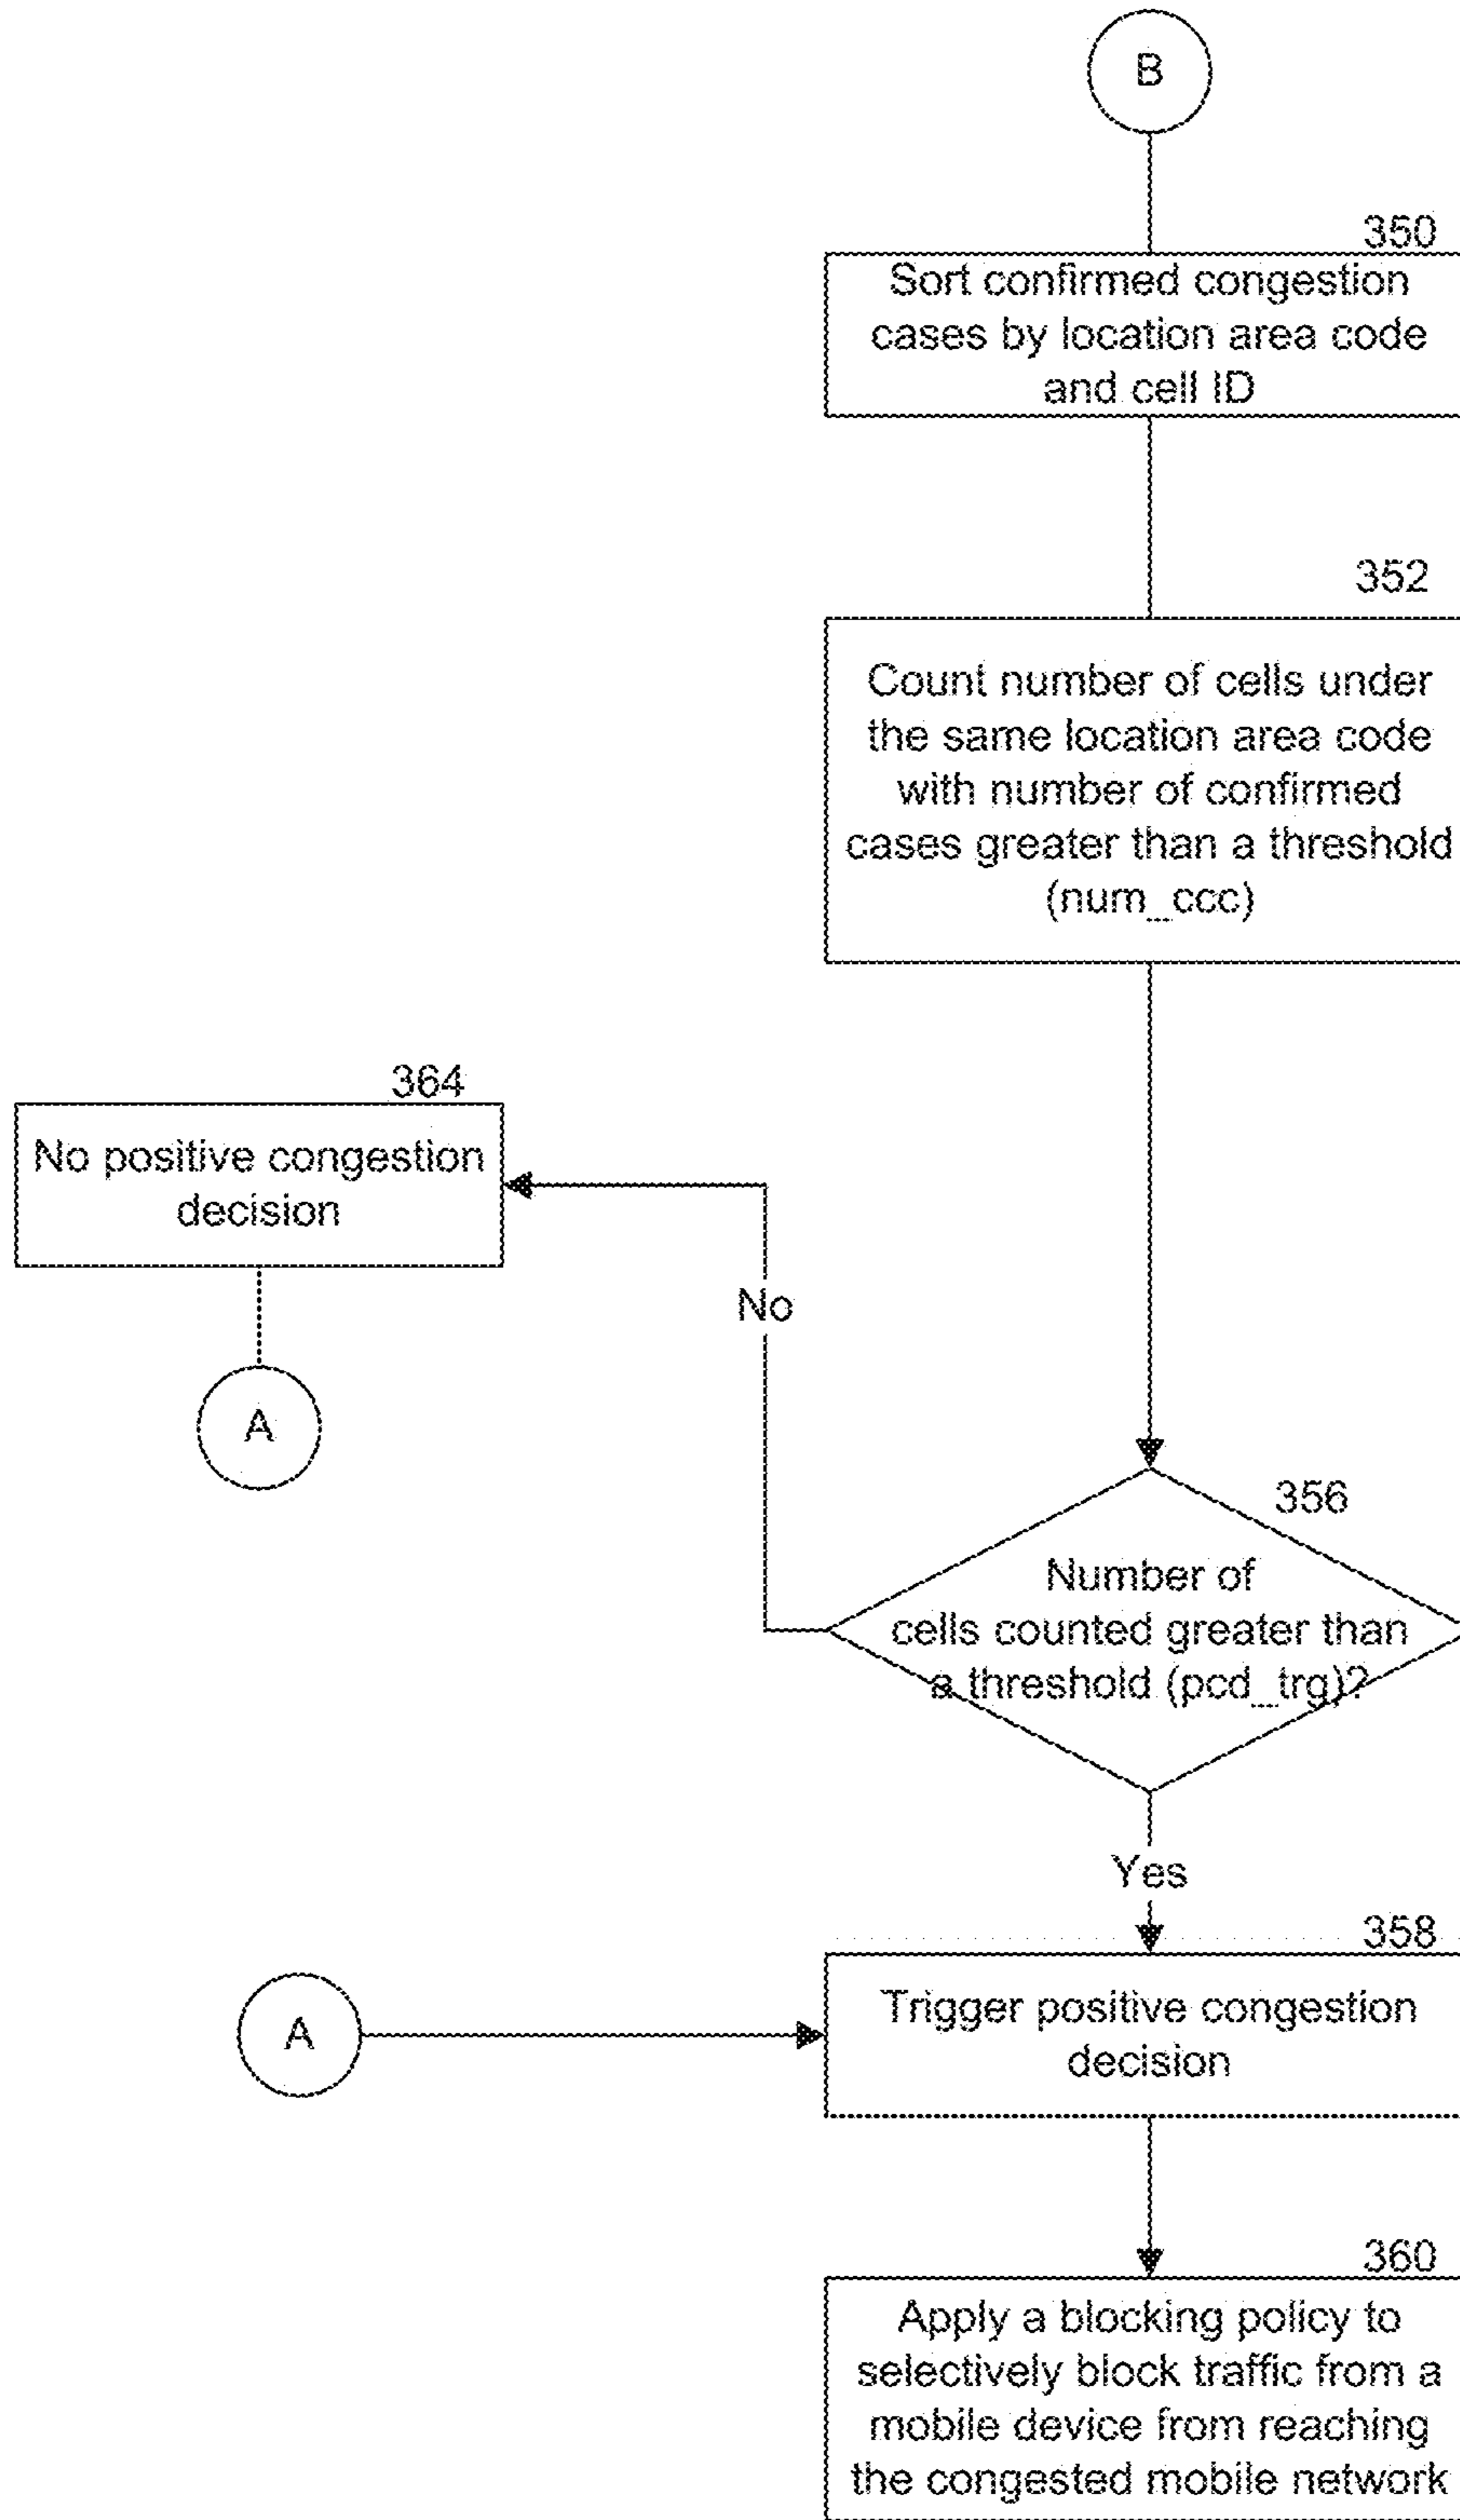 B
350
Sort confirmed congestion
cases by location area code
and cell ID
352
Count number of cells under
the same location area code
with number of confirmed
cases greater than a threshold
(num_ccc)
364
No positive congestion
decision
No
A
356
Number of
cells counted greater than
a threshold (pcd_trg)?
Yes
358
A
Trigger positive congestion
decision
360
Apply a blocking policy to
selectively block traffic from a
mobile device from reaching
the congested mobile network